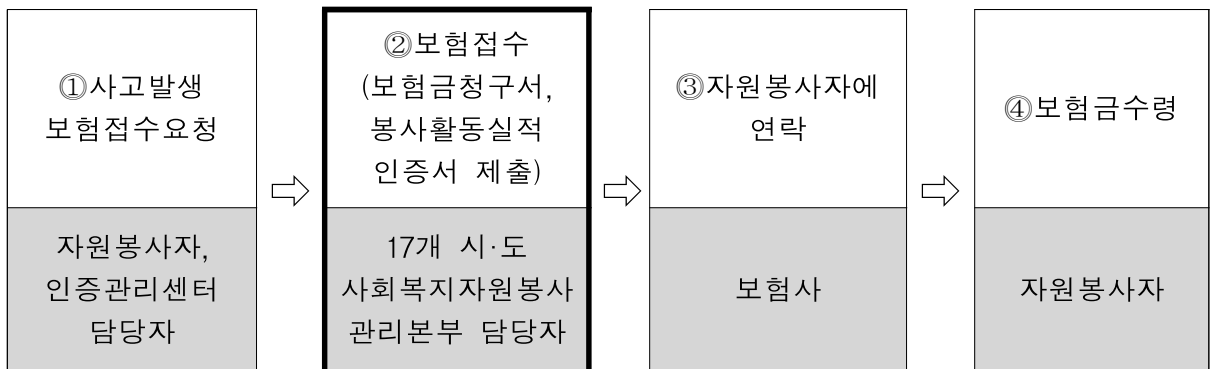 ①사고발생
보험접수요청
자원봉사자,
인증관리센터
담당자
⇨
②보험접수
(보험금청구서,
봉사활동실적
인증서 제출)
17개 시·도
사회복지자원봉사
관리본부 담당자
⇨
③자원봉사자에
연락
보험사
⇨
④보험금수령
자원봉사자